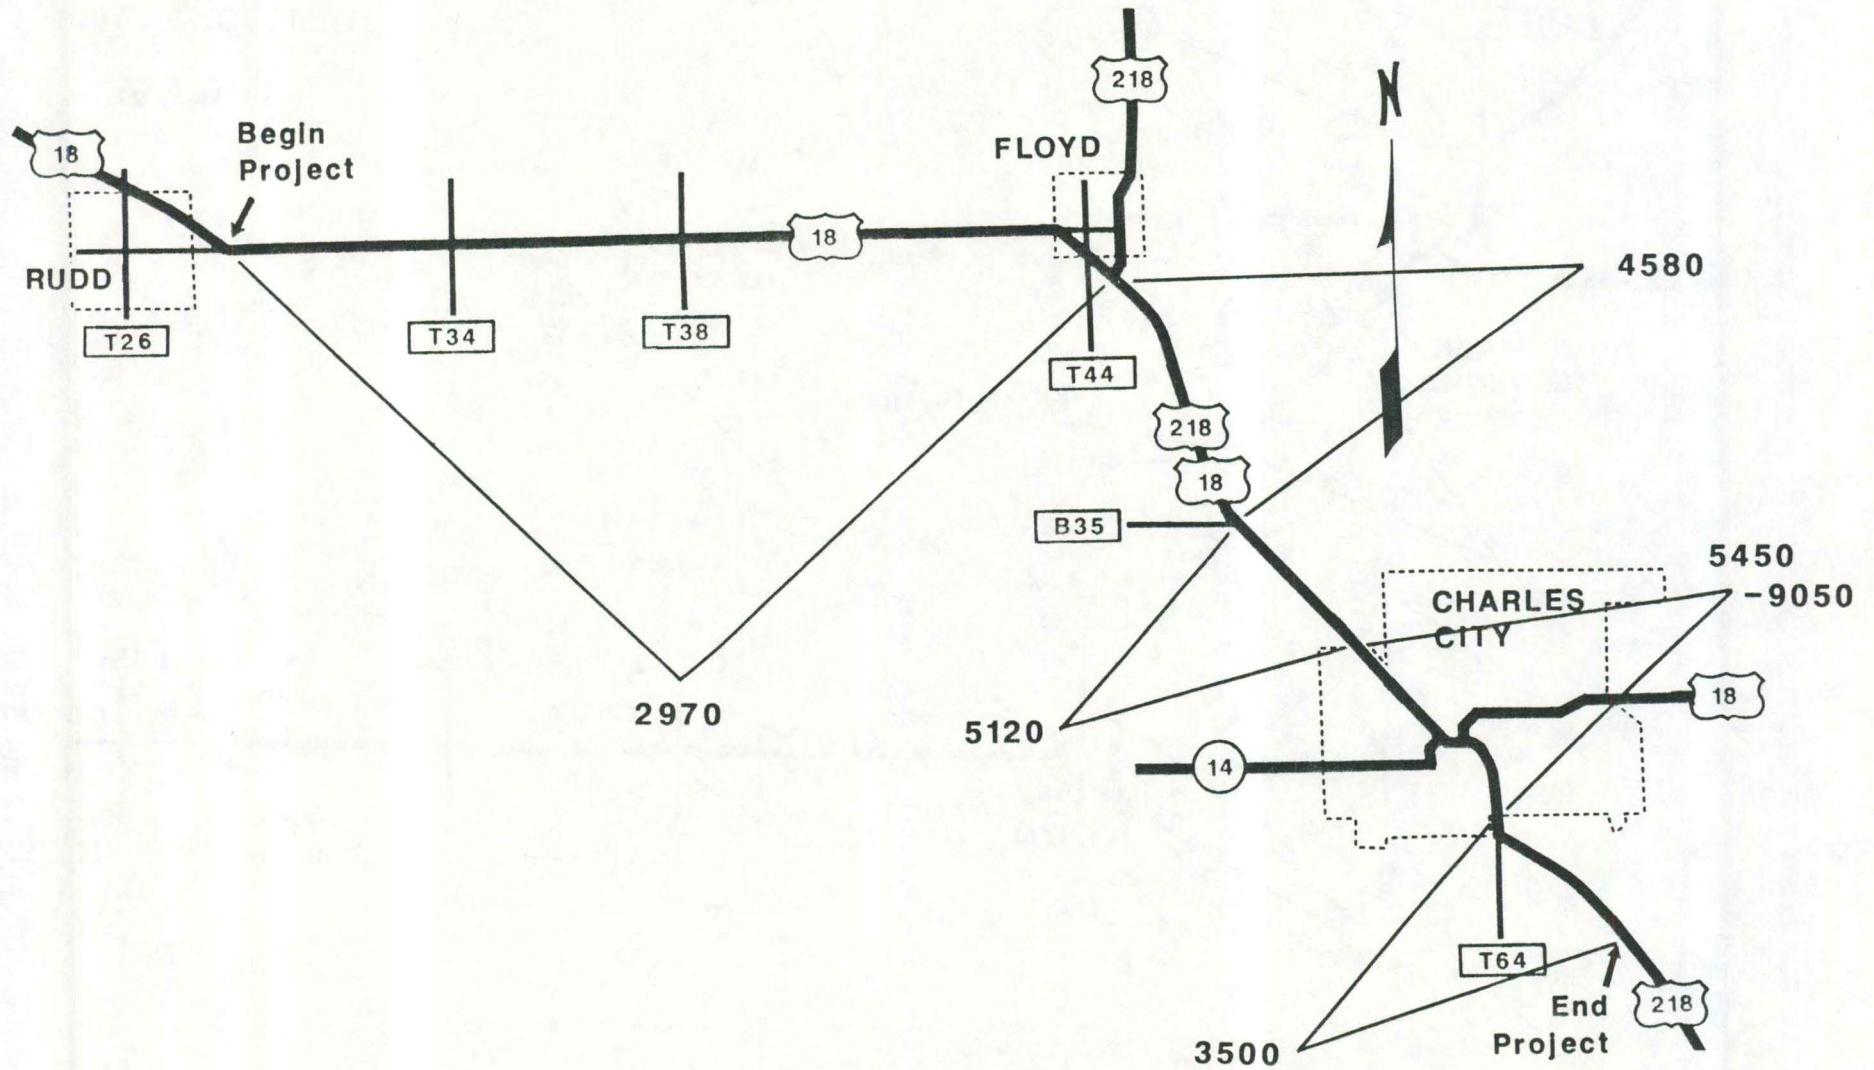 218
N
18
Begin
Project
FLOYD
18
4580
RUDD
T26
T34
T38
T44
218
18
B35
5450
-9050
CHARLES
CITY
2970
5120
18
14
T64
End
Project
218
3500